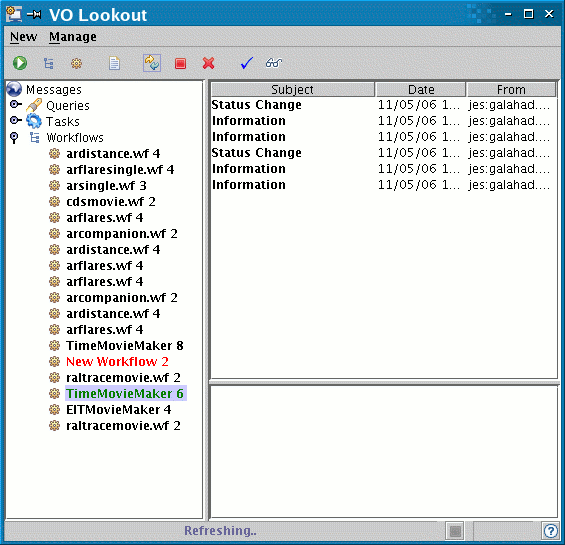 VO Lookout
New Manage
Messages
Queries
Tasks
Workflows
ardistance.wf 4
arflaresingle.wf 4
arsingle.wf 3
cdsmovie.wf 2
arflares.wf 4
arcompanion.wf 2
ardistance.wf 4
arflares.wf 4
arflares.wf 4
arcompanion.wf 2
ardistance.wf 4
arflares.wf 4
TimeMovieMaker 8
New Workflow 2
raltracemovie.wf 2
TimeMovieMaker 6
EITMovieMaker 4
raltracemovie.wf 2
Subject Date From
Status Change 11/05/06 1... jes:galahad....
Information 11/05/06 1... jes:galahad....
Information 11/05/06 1... jes:galahad....
Status Change 11/05/06 1... jes:galahad....
Information 11/05/06 1... jes:galahad....
Information 11/05/06 1... jes:galahad....
Refreshing..